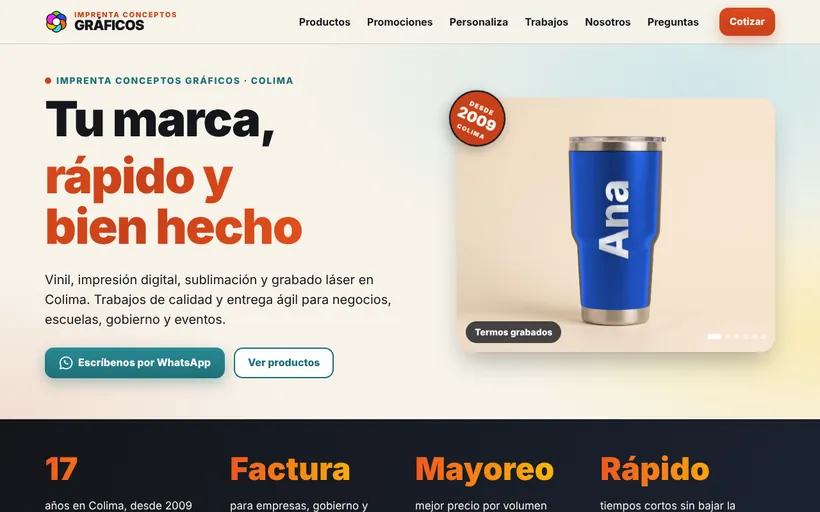 IMPRENTA CONCEPTOS
GRÁFICOS
Productos
Promociones
Personaliza
Trabajos
Nosotros
Preguntas
Cotizar
IMPRENTA CONCEPTOS GRÁFICOS · COLIMA
Tu marca,
rápido y
bien hecho
Vinil, impresión digital, sublimación y grabado láser en
Colima. Trabajos de calidad y entrega ágil para negocios,
escuelas, gobierno y eventos.
Escríbenos por WhatsApp
Ver productos
DESDE
2009
COLIMA
Ana
Termos grabados
17
años en Colima, desde 2009
Factura
para empresas, gobierno y
Mayoreo
mejor precio por volumen
Rápido
tiempos cortos sin bajar la